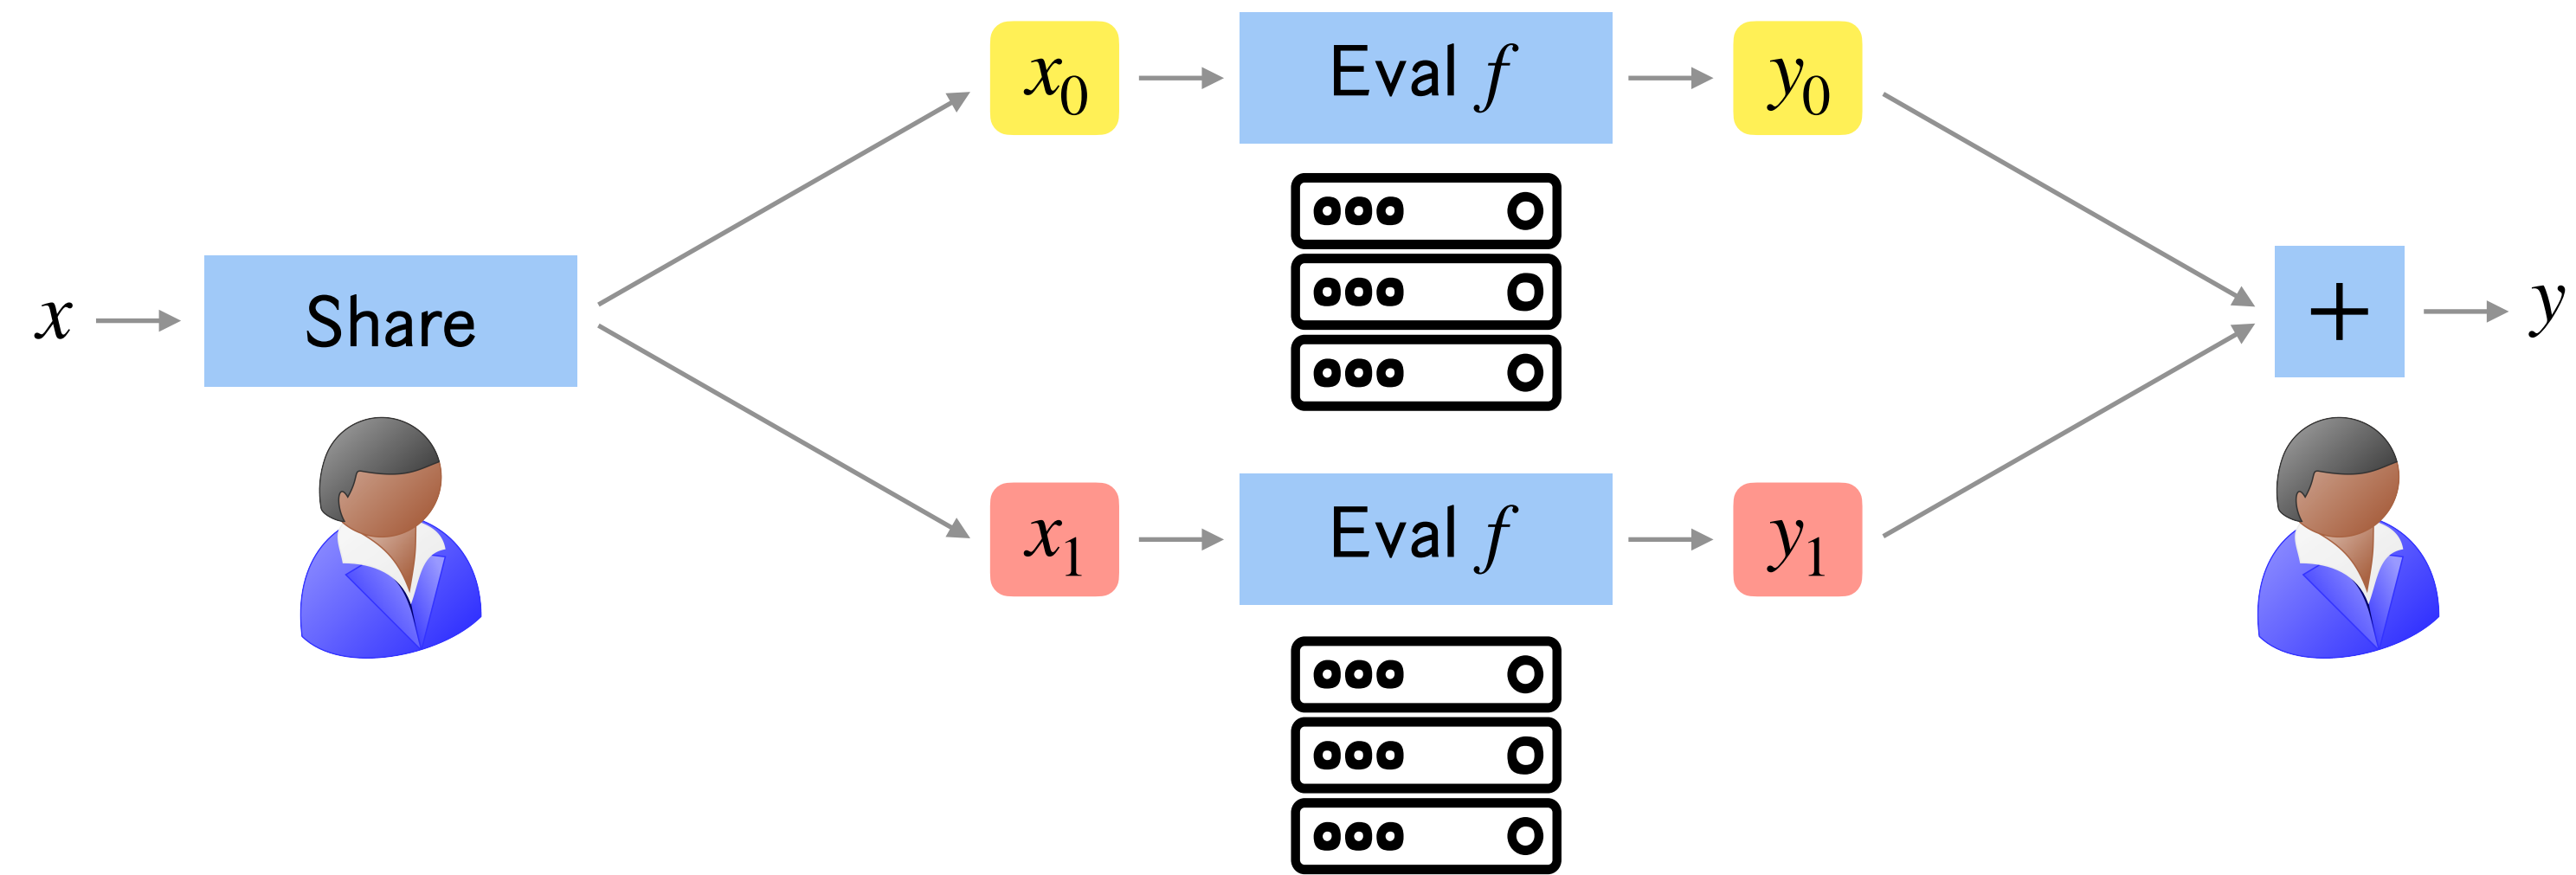 x
Share
x₀
Eval f
y₀
x₁
Eval f
y₁
+
y